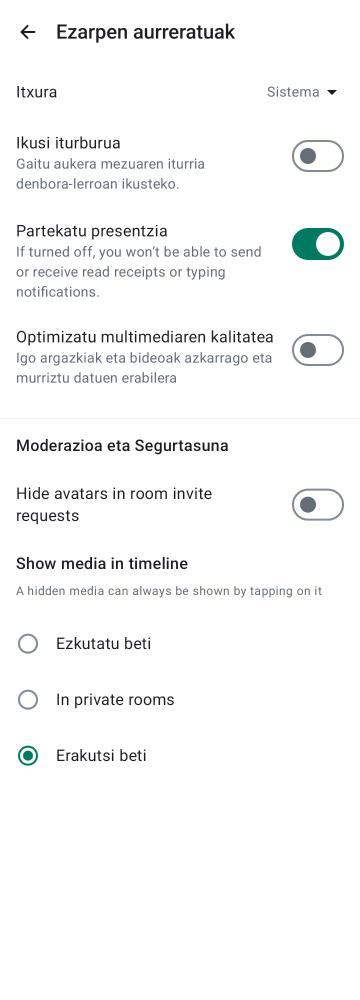 Ezarpen aurreratuak
Itxura
Sistema
Ikusi iturburua
Gaitu aukera mezuaren iturria
denbora-lerroan ikusteko.
Partekatu presentzia
If turned off, you won’t be able to send
or receive read receipts or typing
notifications.
Optimizatu multimediaren kalitatea
Igo argazkiak eta bideoak azkarrago eta
murriztu datuen erabilera
Moderazioa eta Segurtasuna
Hide avatars in room invite
requests
Show media in timeline
A hidden media can always be shown by tapping on it
Ezkutatu beti
In private rooms
Erakutsi beti